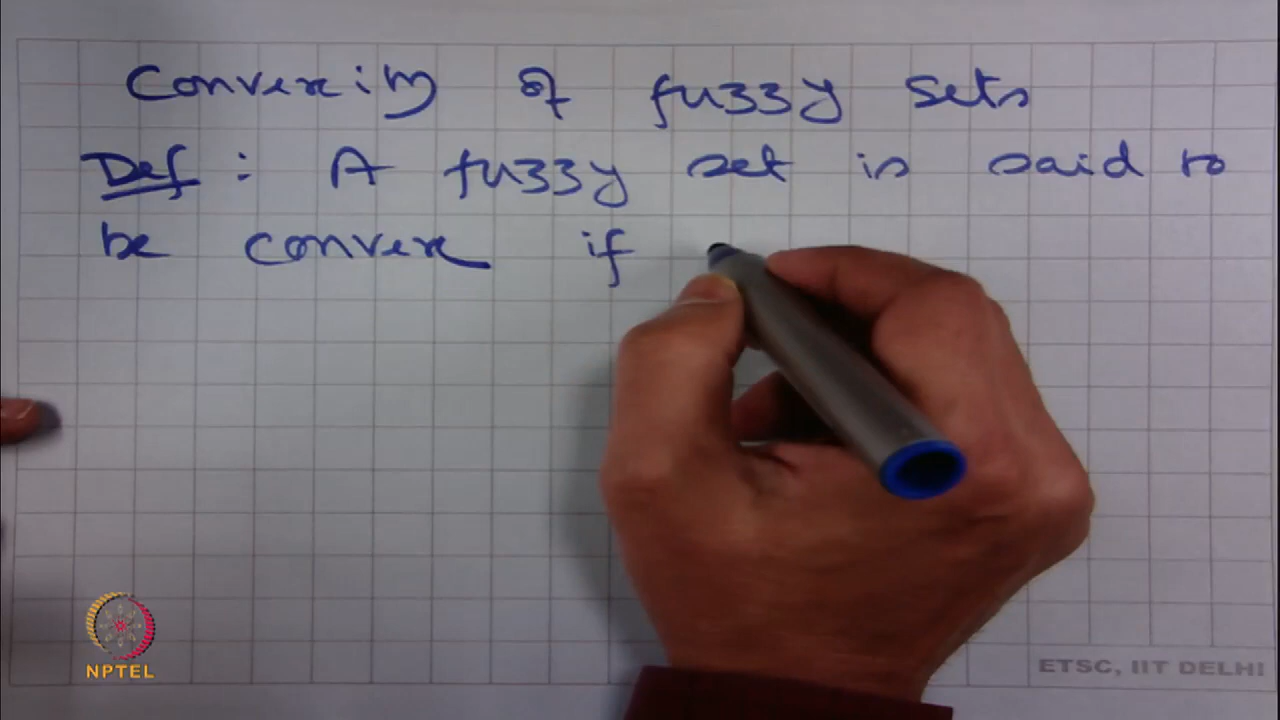 Convexity of fuzzy sets
Def : A fuzzy set is said to
be convex if
NPTEL
ETSC, IIT DELHI